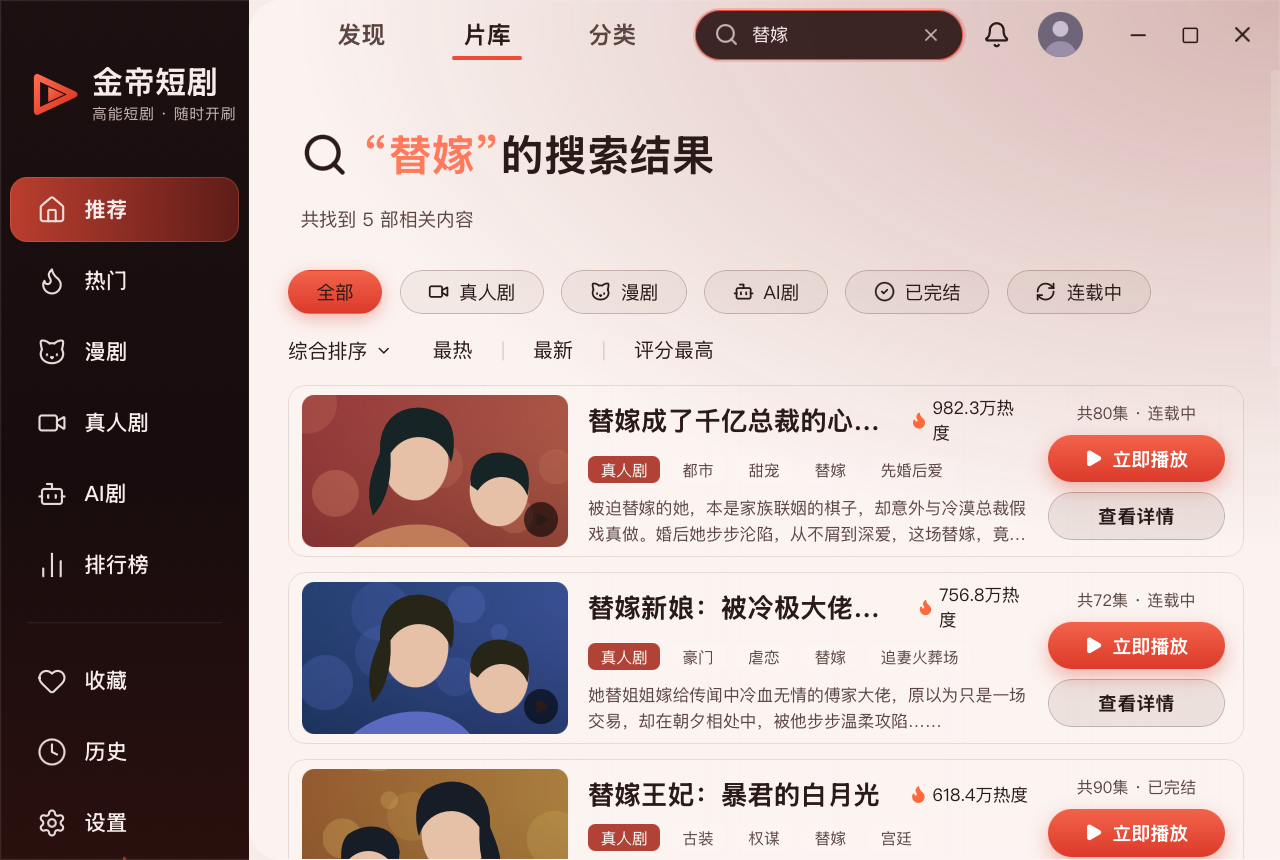 金帝短剧
高能短剧 · 随时开刷
推荐
热门
漫剧
真人剧
AI剧
排行榜
收藏
历史
设置
发现
片库
分类
替嫁
“替嫁”的搜索结果
共找到 5 部相关内容
全部
真人剧
漫剧
AI剧
已完结
连载中
综合排序
最热
最新
评分最高
替嫁成了千亿总裁的心...
982.3万热
度
真人剧
都市
甜宠
替嫁
先婚后爱
被迫替嫁的她，本是家族联姻的棋子，却意外与冷漠总裁假
戏真做。婚后她步步沦陷，从不屑到深爱，这场替嫁，竟...
共80集 · 连载中
立即播放
查看详情
替嫁新娘：被冷极大佬...
756.8万热
度
真人剧
豪门
虐恋
替嫁
追妻火葬场
她替姐姐嫁给传闻中冷血无情的傅家大佬，原以为只是一场
交易，却在朝夕相处中，被他步步温柔攻陷……
共72集 · 连载中
立即播放
查看详情
替嫁王妃：暴君的白月光
618.4万热度
真人剧
古装
权谋
替嫁
宫廷
共90集 · 已完结
立即播放